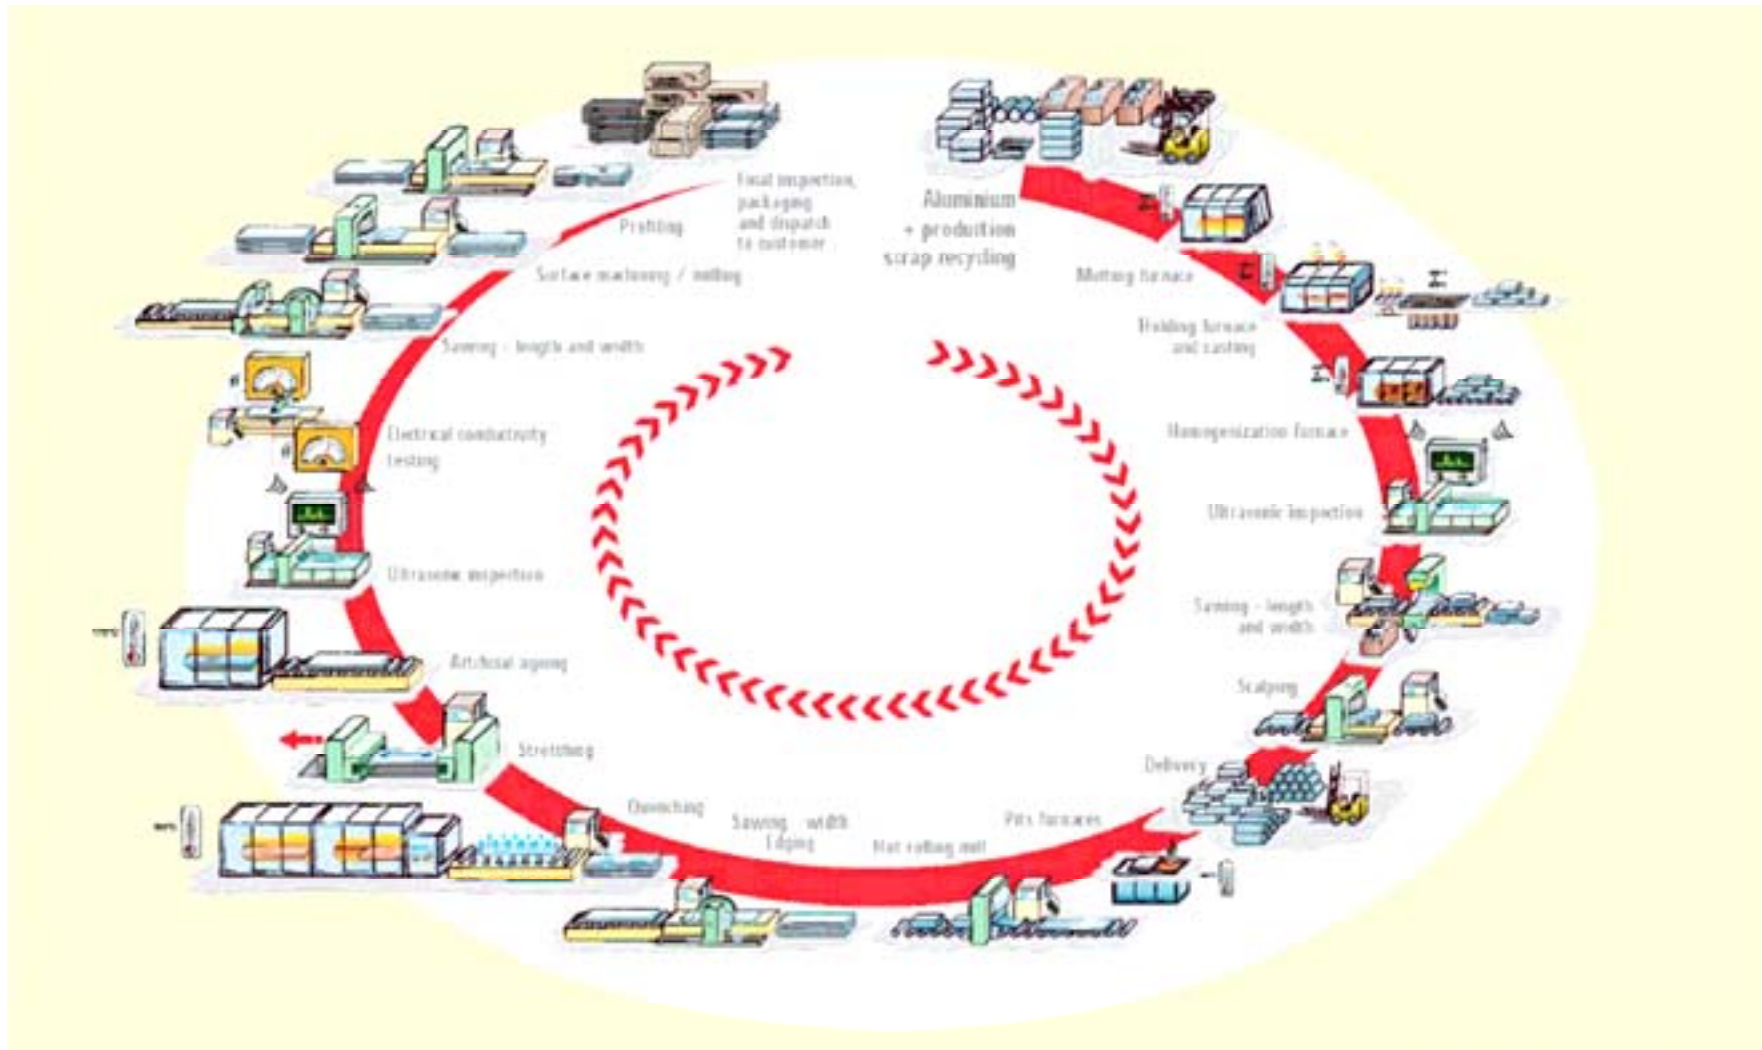 Aluminium
+ production
scrap recycling
Melting furnace
Holding furnace
and casting
Homogenization furnace
Ultrasonic inspection
Sawing - length
and width
Scalping
Delivery
Pits furnaces
Hot rolling mill
Sawing width
Edging
Quenching
Stretching
Artificial ageing
Ultrasonic inspection
Electrical conductivity
testing
Sawing - length and width
Surface machining / milling
Profiling
Final inspection,
packaging
and dispatch
to customer